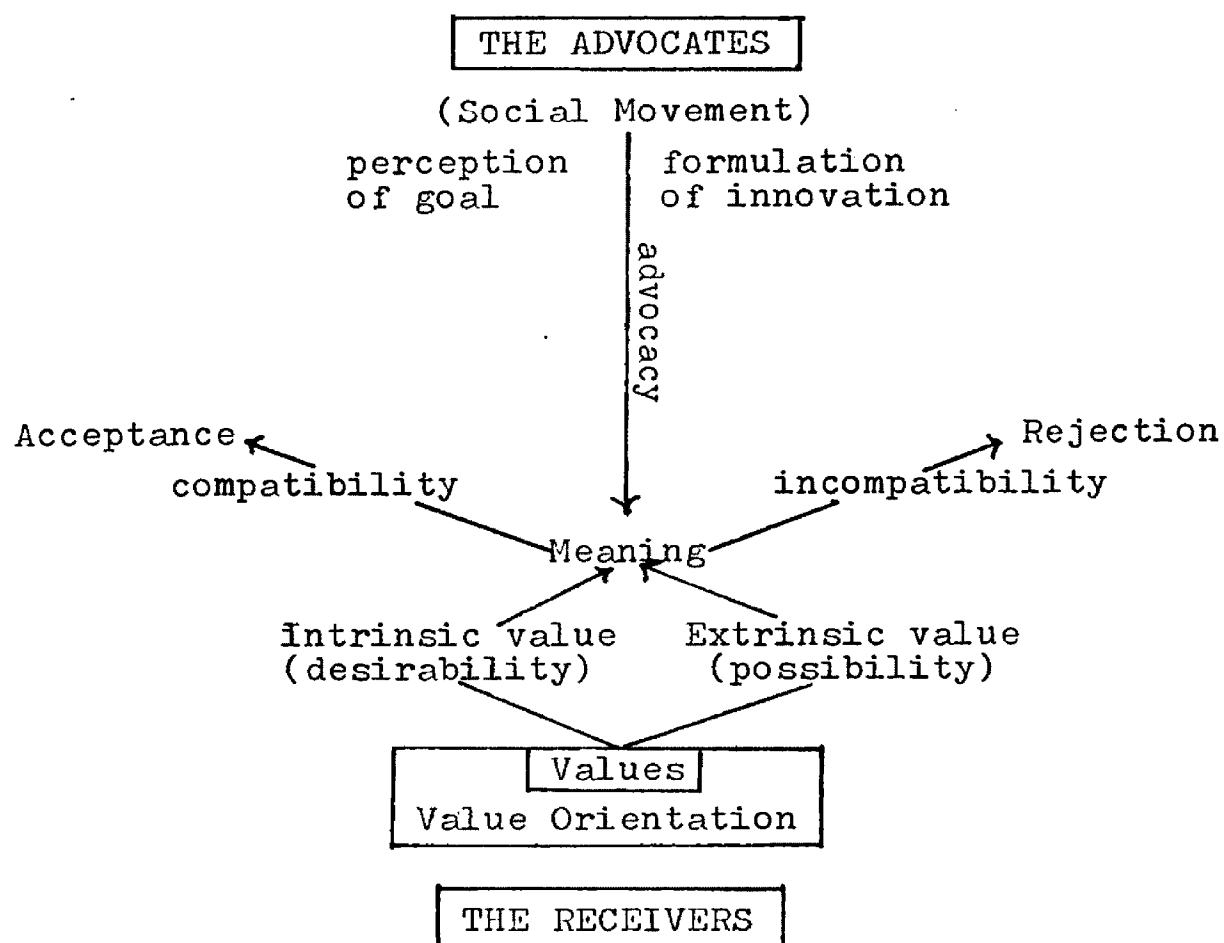 THE ADVOCATES
(Social Movement)
perception formulation
of goal of innovation
advocacy
Acceptance Rejection
compatibility incompatibility
Meaning
Intrinsic value Extrinsic value
(desirability) (possibility)
Values
Value Orientation
THE RECEIVERS